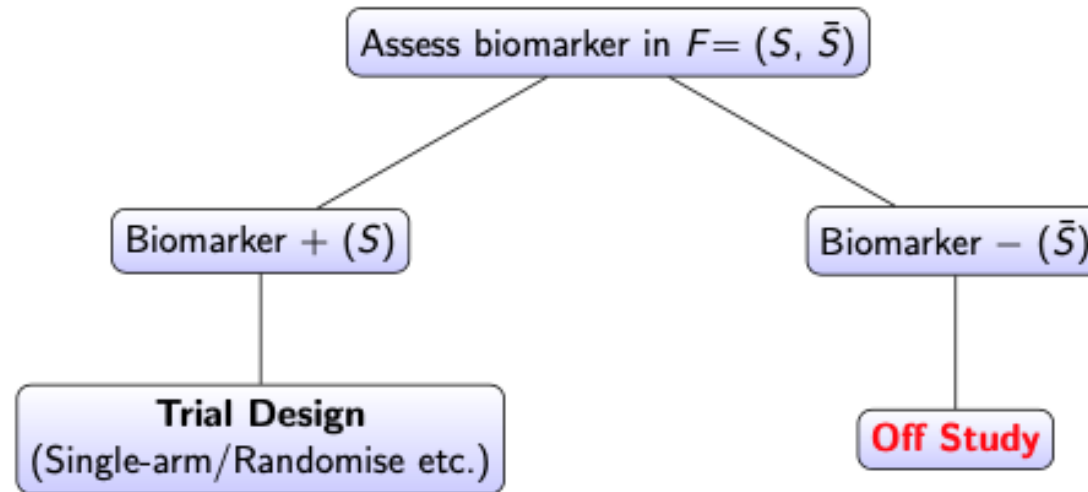 Assess biomarker in F= (S, S̄)
Biomarker + (S)
Biomarker − (S̄)
Trial Design
(Single-arm/Randomise etc.)
Off Study